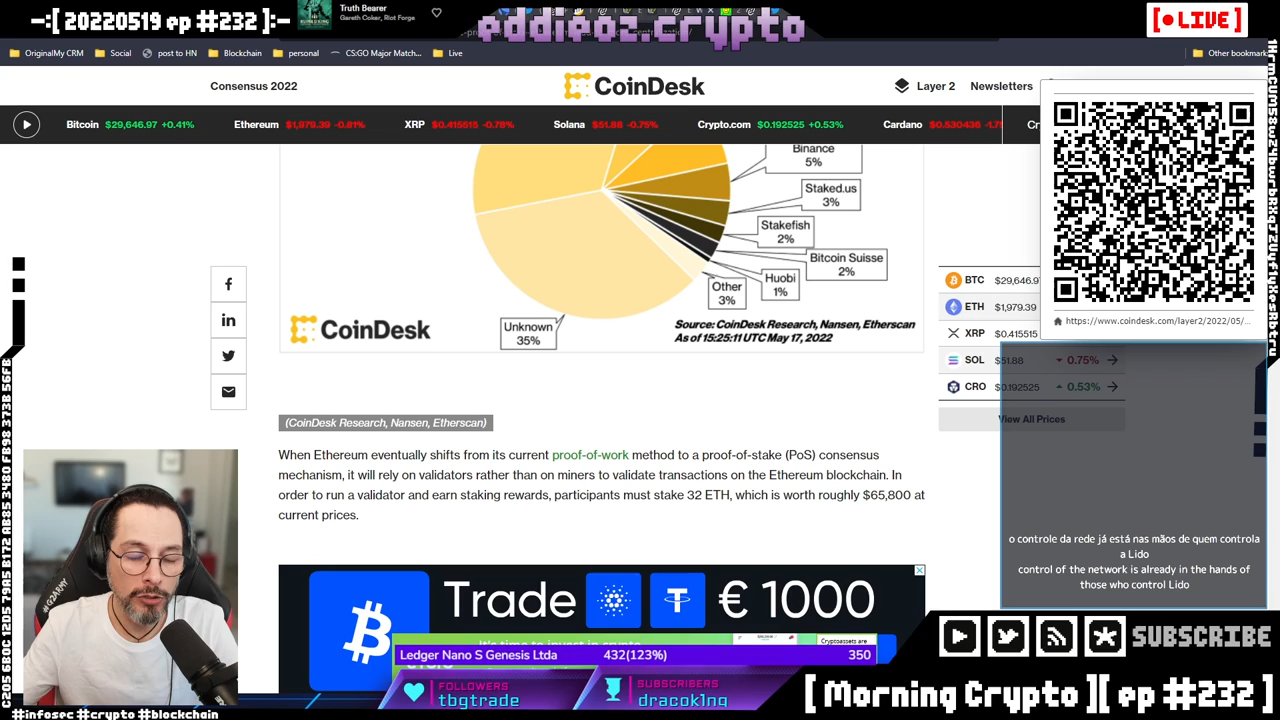 —:[ 20220519 ep #232 ]:—
Truth Bearer
Gareth Coker, Riot Forge
eddieoz.crypto
[ • LIVE ]
OriginalMy CRM
Social
post to HN
Blockchain
personal
CS:GO Major Match...
Live
Other bookmark
Consensus 2022
CoinDesk
Layer 2
Newsletters
Bitcoin $29,646.97 +0.41%
Ethereum $1,979.39 -0.81%
XRP $0.415515 -0.76%
Solana $51.88 -0.75%
Crypto.com $0.192525 +0.53%
Cardano $0.530436
Binance
5%
Staked.us
3%
Stakefish
2%
Bitcoin Suisse
2%
Huobi
1%
Other
3%
Unknown
35%
CoinDesk
Source: CoinDesk Research, Nansen, Etherscan
As of 15:25:11 UTC May 17, 2022
BTC $29,646.9
ETH $1,979.39
XRP $0.415515
SOL $51.88 0.75%
CRO $0.192525 0.53%
View All Prices
https://www.coindesk.com/layer2/2022/05/...
(CoinDesk Research, Nansen, Etherscan)
When Ethereum eventually shifts from its current proof-of-work method to a proof-of-stake (PoS) consensus
mechanism, it will rely on validators rather than on miners to validate transactions on the Ethereum blockchain. In
order to run a validator and earn staking rewards, participants must stake 32 ETH, which is worth roughly $65,800 at
current prices.
o controle da rede já está nas mãos de quem controla
a Lido
control of the network is already in the hands of
those who control Lido
Trade
€ 1000
It's time to invest in crypto
Cryptoassets are
Ledger Nano S Genesis Ltda 432(123%) 350
FOLLOWERS
tbgtrade
SUBSCRIBERS
dracok1ng
SUBSCRIBE
[ Morning Crypto ][ ep #232 ]
#infosec #crypto #blockchain